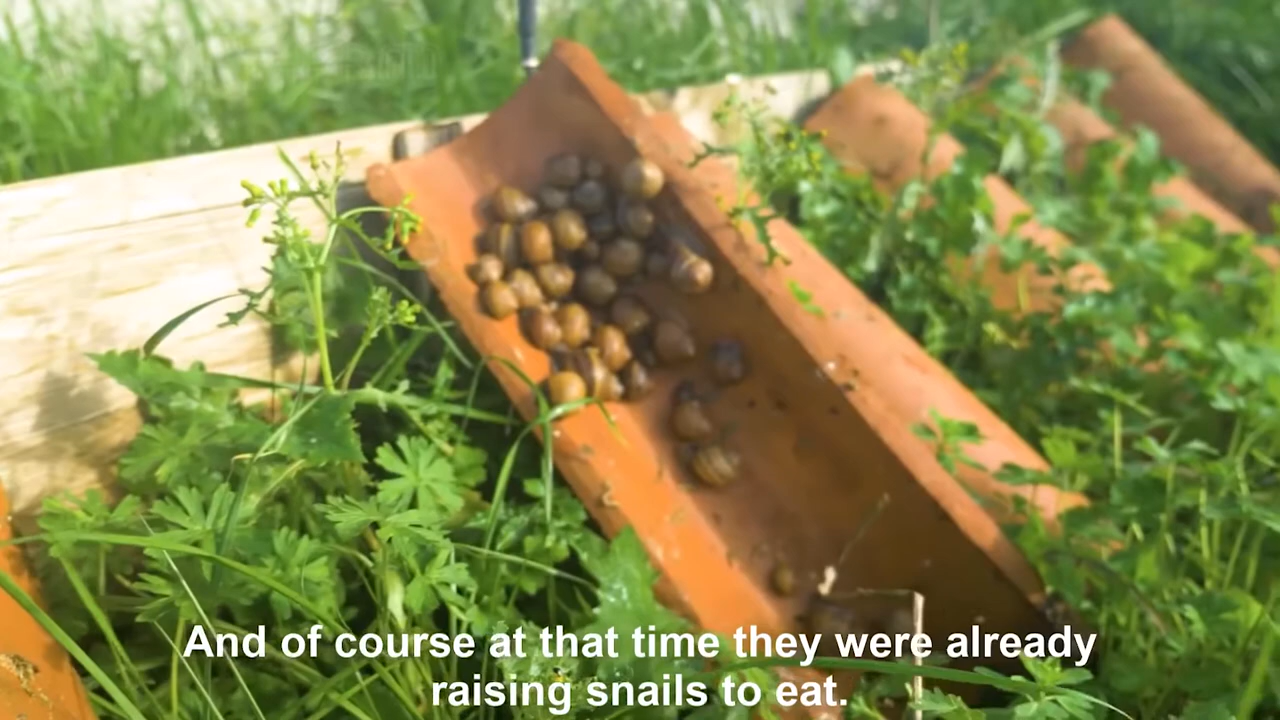 And of course at that time they were already
raising snails to eat.